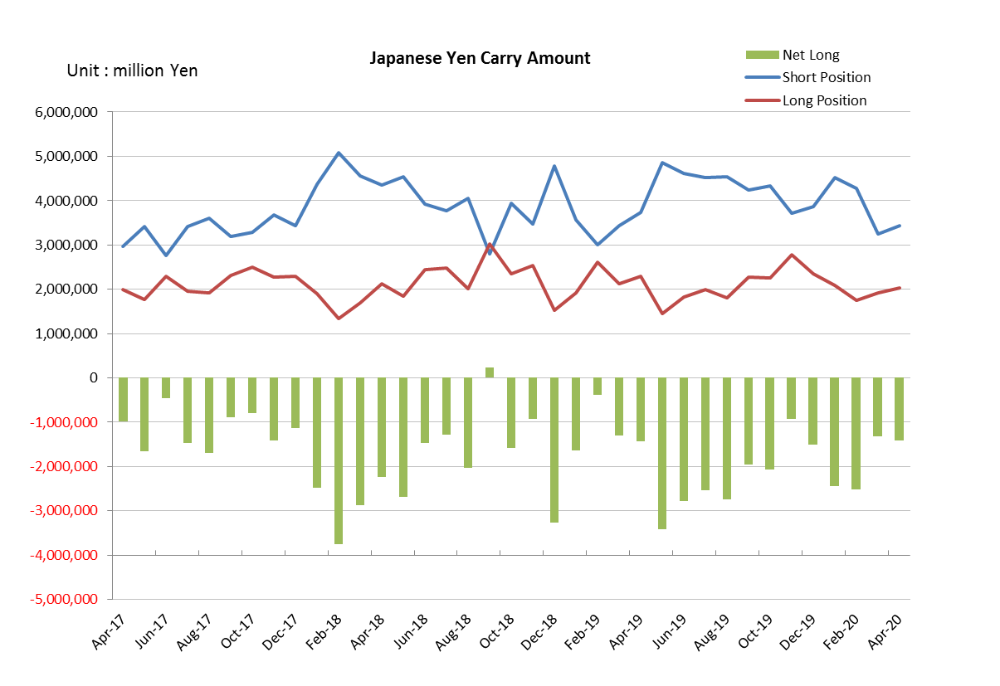 Japanese Yen Carry Amount
Unit : million Yen
Net Long
Short Position
Long Position
6,000,000
5,000,000
4,000,000
3,000,000
2,000,000
1,000,000
0
-1,000,000
-2,000,000
-3,000,000
-4,000,000
-5,000,000
Apr-17
Jun-17
Aug-17
Oct-17
Dec-17
Feb-18
Apr-18
Jun-18
Aug-18
Oct-18
Dec-18
Feb-19
Apr-19
Jun-19
Aug-19
Oct-19
Dec-19
Feb-20
Apr-20